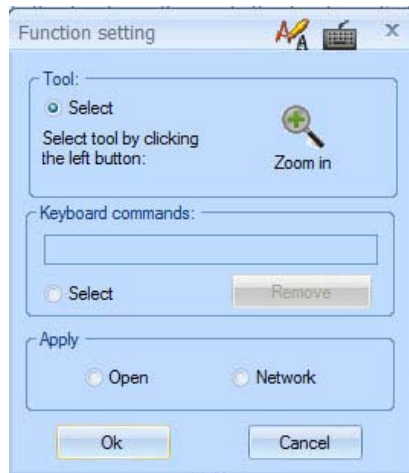 Function setting
x
Tool:
Select
Select tool by clicking
the left button:
Zoom in
Keyboard commands:
Select
Remove
Apply
Open
Network
Ok
Cancel